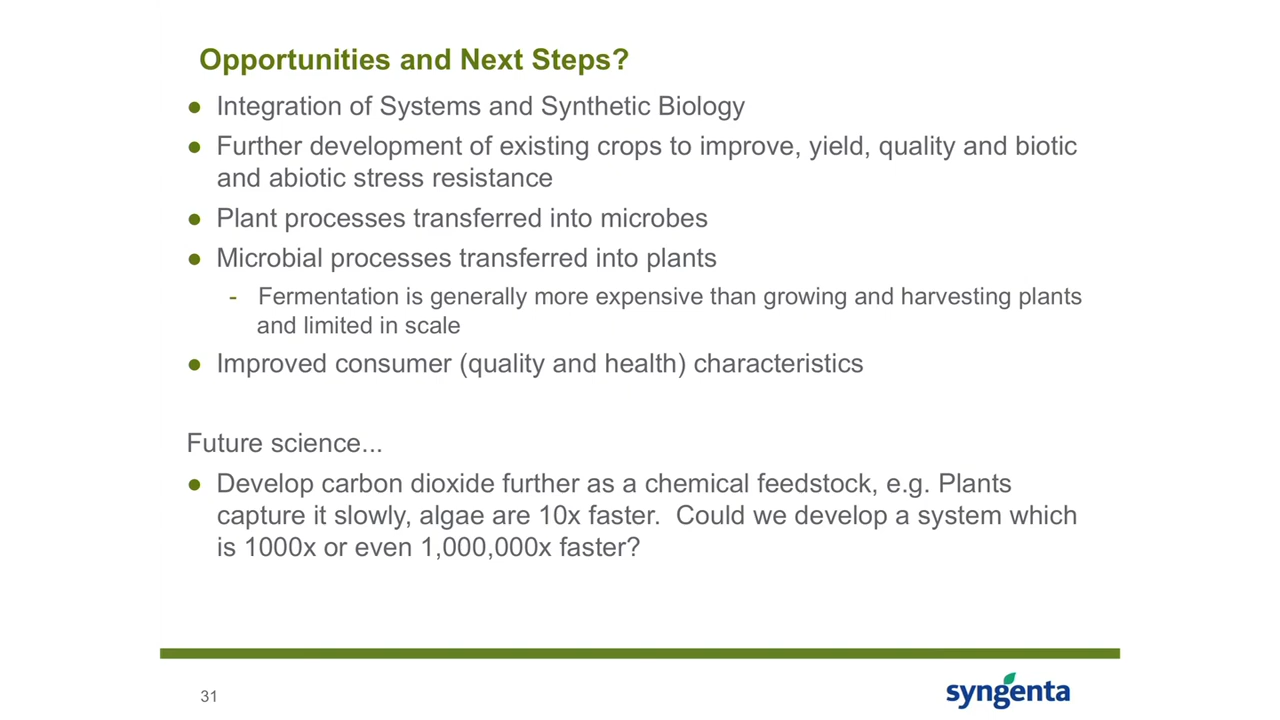 Opportunities and Next Steps?
● Integration of Systems and Synthetic Biology
● Further development of existing crops to improve, yield, quality and biotic
and abiotic stress resistance
● Plant processes transferred into microbes
● Microbial processes transferred into plants
- Fermentation is generally more expensive than growing and harvesting plants
and limited in scale
● Improved consumer (quality and health) characteristics
Future science...
● Develop carbon dioxide further as a chemical feedstock, e.g. Plants
capture it slowly, algae are 10x faster.  Could we develop a system which
is 1000x or even 1,000,000x faster?
31
syngenta